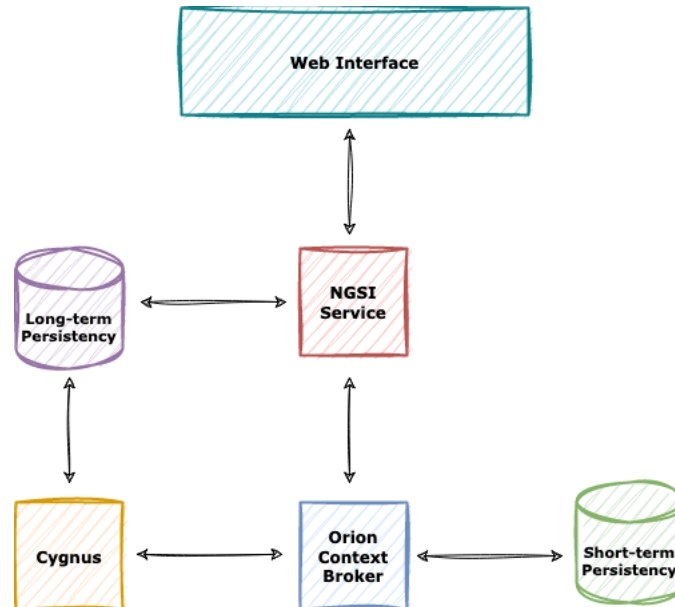 Web Interface
NGSI
Service
Long-term
Persistency
Cygnus
Orion
Context
Broker
Short-term
Persistency